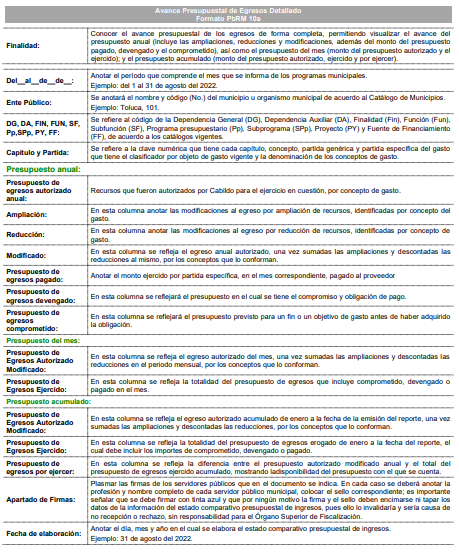 Avance Presupuestal de Egresos Detallado
Formato PbRM 10a
Finalidad:
Conocer el avance presupuestal de los egresos de forma completa, permitiendo visualizar el avance del
presupuesto anual (incluye las ampliaciones, reducciones y modificaciones, además del monto del presupuesto
pagado, devengado y el comprometido), así como el presupuesto del mes (monto del presupuesto autorizado y el
ejercido); y el presupuesto acumulado (monto del presupuesto autorizado, ejercido y por ejercer).
Del__al__de__de__:
Anotar el período que comprende el mes que se informa de los programas municipales.
Ejemplo: del 1 al 31 de agosto del 2022.
Ente Público:
Se anotará el nombre y código (No.) del municipio u organismo municipal de acuerdo al Catálogo de Municipios.
Ejemplo: Toluca, 101.
DG, DA, FIN, FUN, SF,
Pp,SPp, PY, FF:
Se refiere al código de la Dependencia General (DG), Dependencia Auxiliar (DA), Finalidad (Fin), Función (Fun),
Subfunción (SF), Programa presupuestario (Pp), Subprograma (SPp), Proyecto (PY) y Fuente de Financiamiento
(FF), de acuerdo a los catálogos vigentes.
Capítulo y Partida:
Se refiere a la clave numérica que tiene cada capítulo, concepto, partida genérica y partida específica del gasto
que tiene el clasificador por objeto de gasto vigente y la denominación de los conceptos de gasto.
Presupuesto anual:
Presupuesto de
egresos autorizado
anual:
Recursos que fueron autorizados por Cabildo para el ejercicio en cuestión, por concepto de gasto.
Ampliación:
En esta columna anotar las modificaciones al egreso por ampliación de recursos, identificadas por concepto del
gasto.
Reducción:
En esta columna anotar las modificaciones al egreso por reducción de recursos, identificadas por concepto de
gasto.
Modificado:
En esta columna se refleja el egreso anual autorizado, una vez sumadas las ampliaciones y descontadas las
reducciones al mismo, por los conceptos que lo conforman.
Presupuesto de
egresos pagado:
Anotar el monto ejercido por partida específica, en el mes correspondiente, pagado al proveedor
Presupuesto de
egresos devengado:
En esta columna se reflejará el presupuesto en el cual se tiene el compromiso y obligación de pago.
Presupuesto de
egresos
comprometido:
En esta columna se reflejará el presupuesto previsto para un fin o un objetivo de gasto antes de haber adquirido
la obligación.
Presupuesto del mes:
Presupuesto de
Egresos Autorizado
Modificado:
En esta columna se refleja el egreso autorizado del mes, una vez sumadas las ampliaciones y descontadas las
reducciones en el periodo mensual, por los conceptos que lo conforman.
Presupuesto de
Egresos Ejercido:
En esta columna se refleja la totalidad del presupuesto de egresos que incluye comprometido, devengado o
pagado en el mes.
Presupuesto acumulado:
Presupuesto de
Egresos Autorizado
Modificado:
En esta columna se refleja el egreso autorizado acumulado de enero a la fecha de la emisión del reporte, una vez
sumadas las ampliaciones y descontadas las reducciones, por los conceptos que lo conforman.
Presupuesto de
Egresos Ejercido:
En esta columna se refleja la totalidad del presupuesto de egresos erogado de enero a la fecha del reporte, el
cual debe incluir los importes de comprometido, devengado o pagado.
Presupuesto de
egresos por ejercer:
En esta columna se refleja la diferencia entre el presupuesto autorizado modificado anual y el total del
presupuesto de egresos ejercido acumulado, mostrando la disponibilidad del presupuesto con el que se cuenta.
Apartado de Firmas:
Plasmar las firmas de los servidores públicos que en el documento se indica. En cada caso se deberá anotar la
profesión y nombre completo de cada servidor público municipal, colocar el sello correspondiente; es importante
señalar que se debe firmar con tinta azul y que por ningún motivo la firma y el sello deben encimarse ni tapar los
datos de la información del estado comparativo presupuestal de ingresos, pues ello lo invalidaría y sería causa de
no recepción o rechazo, sin responsabilidad para el Órgano Superior de Fiscalización.
Fecha de elaboración:
Anotar el día, mes y año en el cual se elabora el estado comparativo presupuestal de ingresos.
Ejemplo: 31 de agosto del 2022.